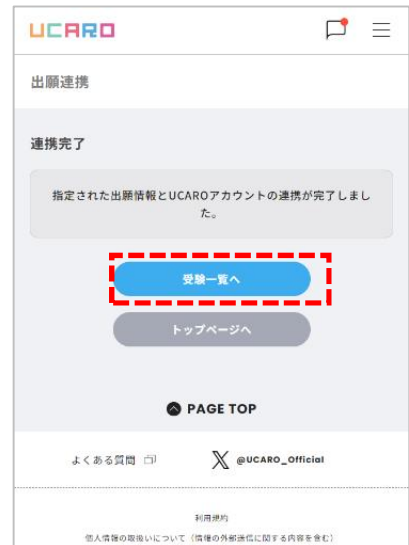 UCARO
出願連携
連携完了
指定された出願情報とUCAROアカウントの連携が完了しまし
た。
受験一覧へ
トップページへ
PAGE TOP
よくある質問 @UCARO_Official
利用規約
個人情報の取扱いについて（情報の外部送信に関する内容を含む）